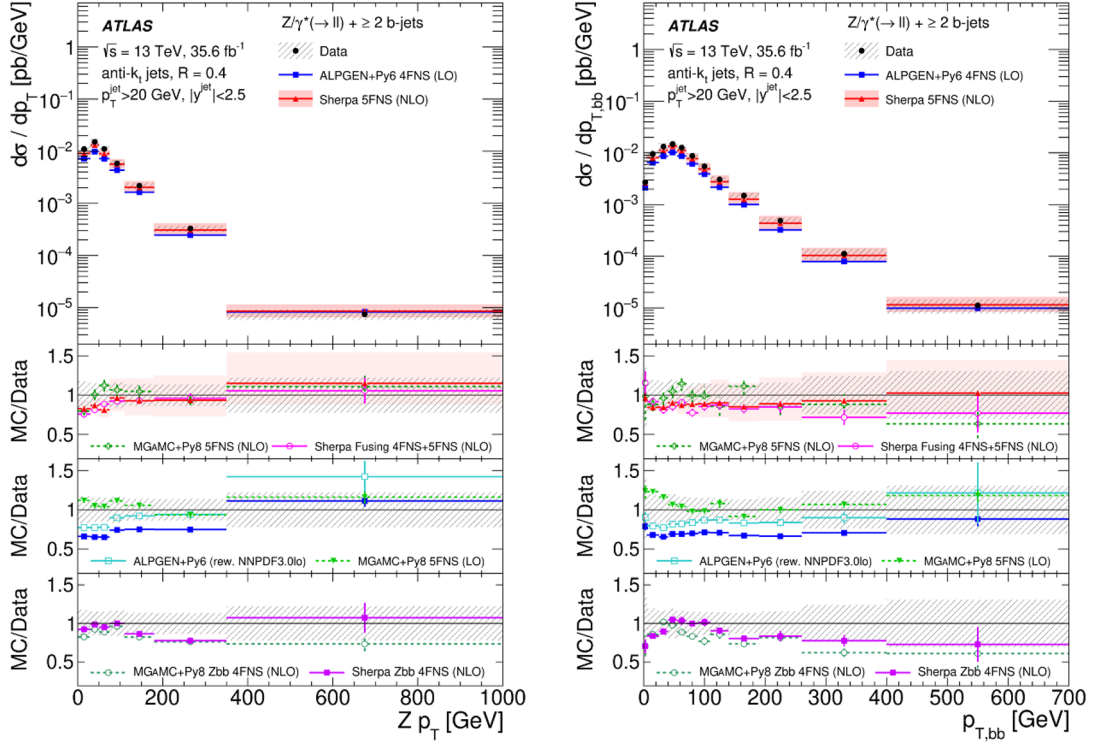 ATLAS
Z/γ*(→ ll) + ≥ 2 b-jets
√s = 13 TeV, 35.6 fb⁻¹
anti-kₜ jets, R = 0.4
p_T^jet>20 GeV, |y^jet|<2.5
Data
ALPGEN+Py6 4FNS (LO)
Sherpa 5FNS (NLO)
dσ / dp_T [pb/GeV]
1
10⁻¹
10⁻²
10⁻³
10⁻⁴
10⁻⁵
MC/Data
1.5
1
0.5
MGAMC+Py8 5FNS (NLO) Sherpa Fusing 4FNS+5FNS (NLO)
MC/Data
1.5
1
0.5
ALPGEN+Py6 (rew. NNPDF3.0lo) MGAMC+Py8 5FNS (LO)
MC/Data
1.5
1
0.5
MGAMC+Py8 Zbb 4FNS (NLO) Sherpa Zbb 4FNS (NLO)
0 200 400 600 800 1000
Z p_T [GeV]
ATLAS
Z/γ*(→ ll) + ≥ 2 b-jets
√s = 13 TeV, 35.6 fb⁻¹
anti-kₜ jets, R = 0.4
p_T^jet>20 GeV, |y^jet|<2.5
Data
ALPGEN+Py6 4FNS (LO)
Sherpa 5FNS (NLO)
dσ / dp_T,bb [pb/GeV]
1
10⁻¹
10⁻²
10⁻³
10⁻⁴
10⁻⁵
MC/Data
1.5
1
0.5
MGAMC+Py8 5FNS (NLO) Sherpa Fusing 4FNS+5FNS (NLO)
MC/Data
1.5
1
0.5
ALPGEN+Py6 (rew. NNPDF3.0lo) MGAMC+Py8 5FNS (LO)
MC/Data
1.5
1
0.5
MGAMC+Py8 Zbb 4FNS (NLO) Sherpa Zbb 4FNS (NLO)
0 100 200 300 400 500 600 700
p_T,bb [GeV]